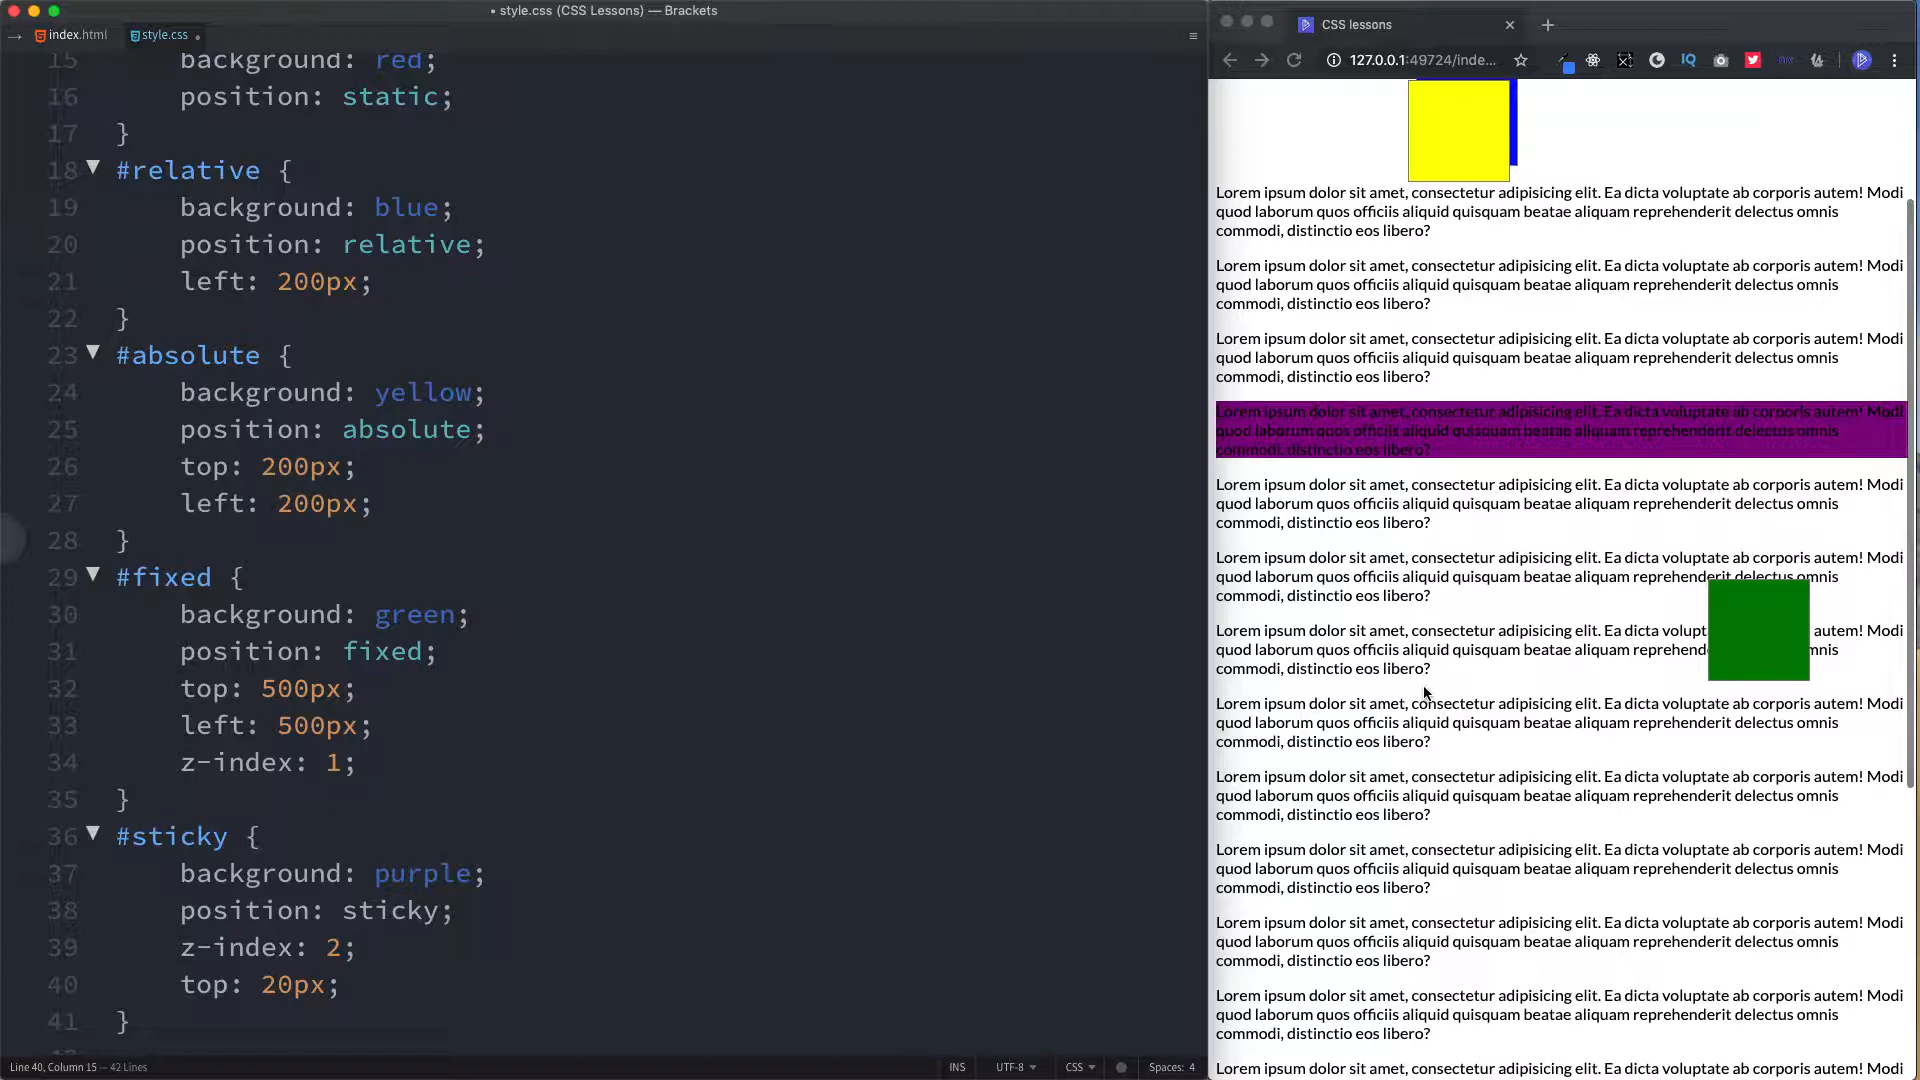 • style.css (CSS Lessons) — Brackets
index.html
style.css
15 background: red;
16 position: static;
17 }
18 #relative {
19 background: blue;
20 position: relative;
21 left: 200px;
22 }
23 #absolute {
24 background: yellow;
25 position: absolute;
26 top: 200px;
27 left: 200px;
28 }
29 #fixed {
30 background: green;
31 position: fixed;
32 top: 500px;
33 left: 500px;
34 z-index: 1;
35 }
36 #sticky {
37 background: purple;
38 position: sticky;
39 z-index: 2;
40 top: 20px;
41 }
Line 40, Column 15 — 42 Lines
INS
UTF-8
CSS
Spaces: 4
CSS lessons
127.0.0.1:49724/inde...
IQ
Lorem ipsum dolor sit amet, consectetur adipisicing elit. Ea dicta voluptate ab corporis autem! Modi
quod laborum quos officiis aliquid quisquam beatae aliquam reprehenderit delectus omnis
commodi, distinctio eos libero?
Lorem ipsum dolor sit amet, consectetur adipisicing elit. Ea dicta voluptate ab corporis autem! Modi
quod laborum quos officiis aliquid quisquam beatae aliquam reprehenderit delectus omnis
commodi, distinctio eos libero?
Lorem ipsum dolor sit amet, consectetur adipisicing elit. Ea dicta voluptate ab corporis autem! Modi
quod laborum quos officiis aliquid quisquam beatae aliquam reprehenderit delectus omnis
commodi, distinctio eos libero?
Lorem ipsum dolor sit amet, consectetur adipisicing elit. Ea dicta voluptate ab corporis autem! Modi
quod laborum quos officiis aliquid quisquam beatae aliquam reprehenderit delectus omnis
commodi, distinctio eos libero?
Lorem ipsum dolor sit amet, consectetur adipisicing elit. Ea dicta voluptate ab corporis autem! Modi
quod laborum quos officiis aliquid quisquam beatae aliquam reprehenderit delectus omnis
commodi, distinctio eos libero?
Lorem ipsum dolor sit amet, consectetur adipisicing elit. Ea dicta voluptate ab corporis autem! Modi
quod laborum quos officiis aliquid quisquam beatae aliquam reprehenderit delectus omnis
commodi, distinctio eos libero?
Lorem ipsum dolor sit amet, consectetur adipisicing elit. Ea dicta volupt autem! Modi
quod laborum quos officiis aliquid quisquam beatae aliquam reprehend mnis
commodi, distinctio eos libero?
Lorem ipsum dolor sit amet, consectetur adipisicing elit. Ea dicta voluptate ab corporis autem! Modi
quod laborum quos officiis aliquid quisquam beatae aliquam reprehenderit delectus omnis
commodi, distinctio eos libero?
Lorem ipsum dolor sit amet, consectetur adipisicing elit. Ea dicta voluptate ab corporis autem! Modi
quod laborum quos officiis aliquid quisquam beatae aliquam reprehenderit delectus omnis
commodi, distinctio eos libero?
Lorem ipsum dolor sit amet, consectetur adipisicing elit. Ea dicta voluptate ab corporis autem! Modi
quod laborum quos officiis aliquid quisquam beatae aliquam reprehenderit delectus omnis
commodi, distinctio eos libero?
Lorem ipsum dolor sit amet, consectetur adipisicing elit. Ea dicta voluptate ab corporis autem! Modi
quod laborum quos officiis aliquid quisquam beatae aliquam reprehenderit delectus omnis
commodi, distinctio eos libero?
Lorem ipsum dolor sit amet, consectetur adipisicing elit. Ea dicta voluptate ab corporis autem! Modi
quod laborum quos officiis aliquid quisquam beatae aliquam reprehenderit delectus omnis
commodi, distinctio eos libero?
Lorem ipsum dolor sit amet, consectetur adipisicing elit. Ea dicta voluptate ab corporis autem! Modi